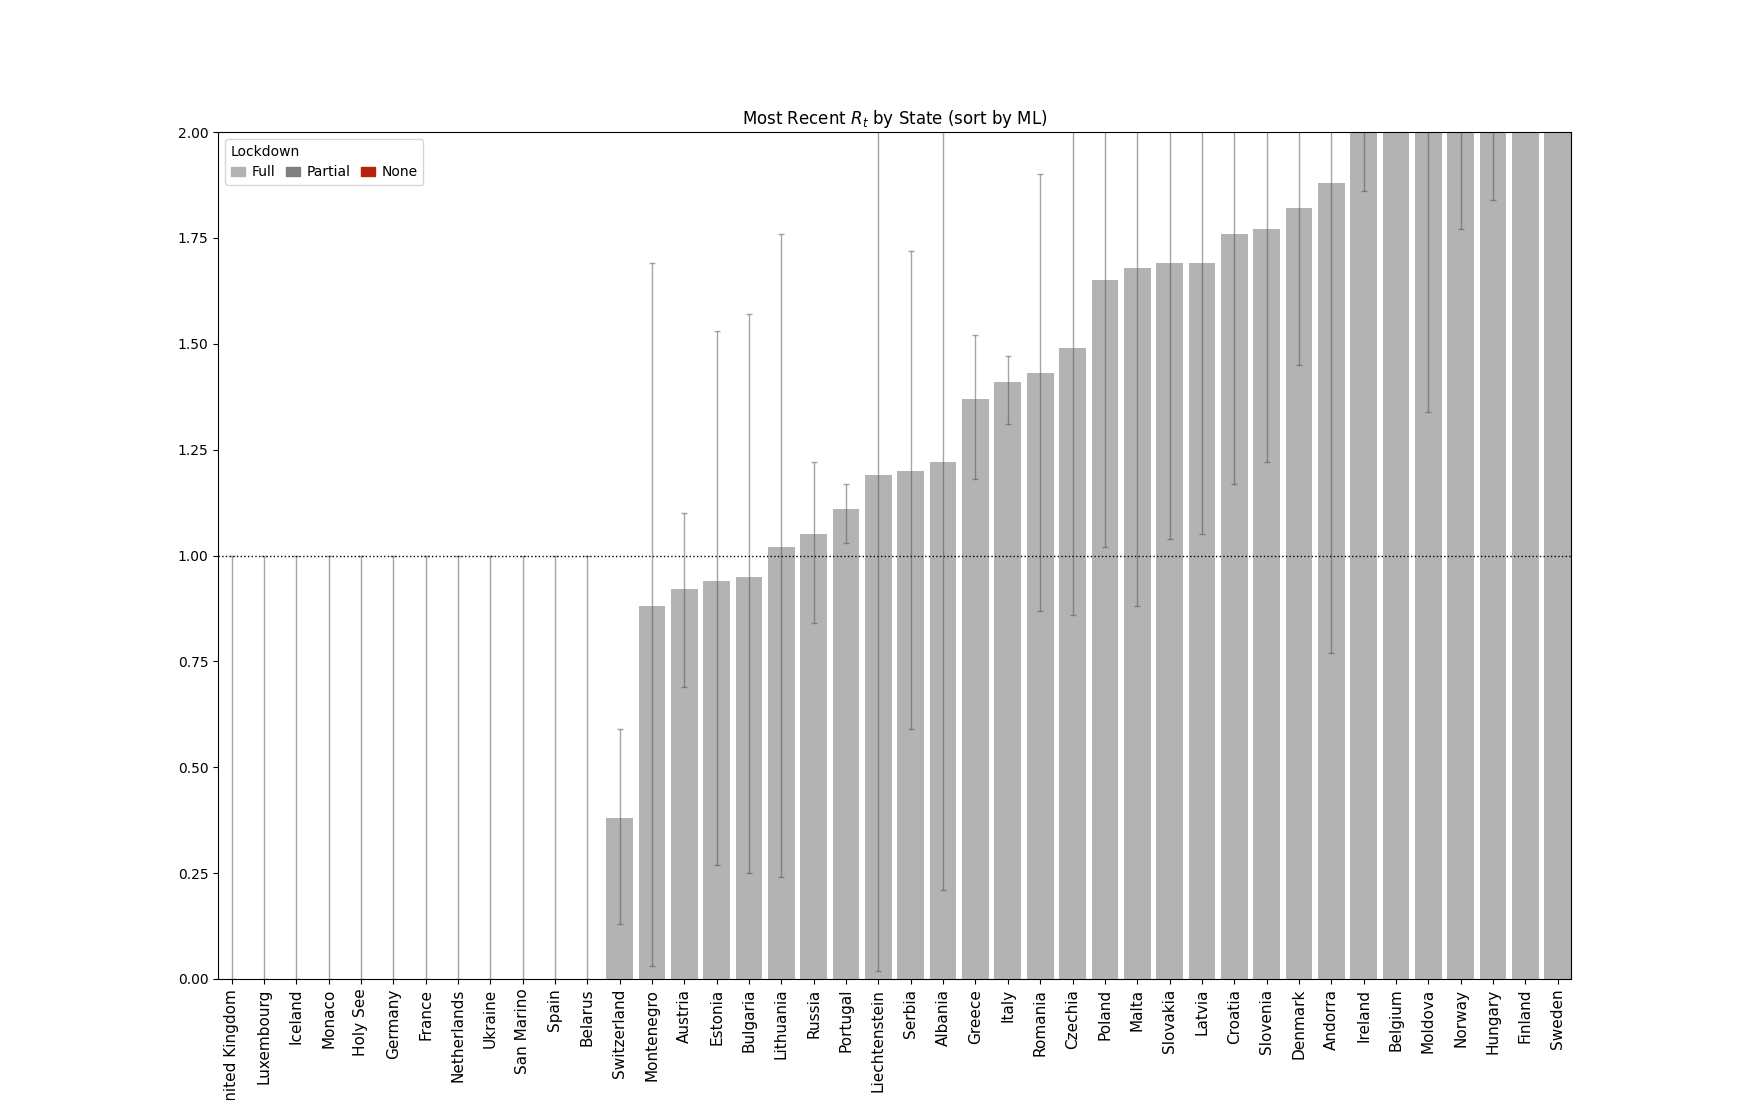 Most Recent Rt by State (sort by ML)
Lockdown
Full Partial None
2.00
1.75
1.50
1.25
1.00
0.75
0.50
0.25
0.00
nited Kingdom
Luxembourg
Iceland
Monaco
Holy See
Germany
France
Netherlands
Ukraine
San Marino
Spain
Belarus
Switzerland
Montenegro
Austria
Estonia
Bulgaria
Lithuania
Russia
Portugal
Liechtenstein
Serbia
Albania
Greece
Italy
Romania
Czechia
Poland
Malta
Slovakia
Latvia
Croatia
Slovenia
Denmark
Andorra
Ireland
Belgium
Moldova
Norway
Hungary
Finland
Sweden